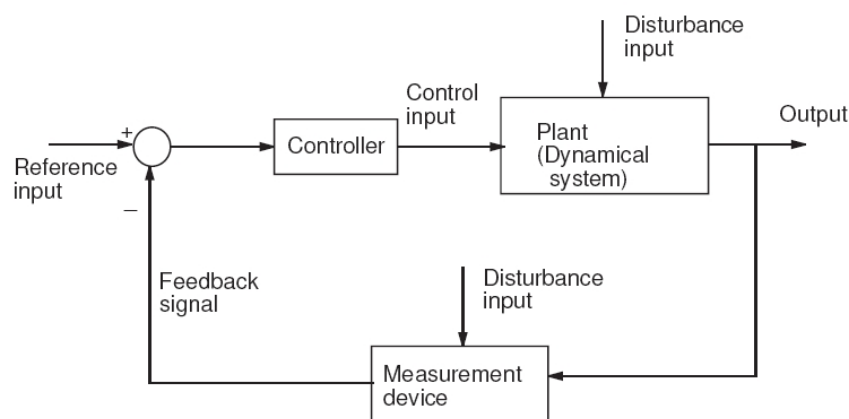 Disturbance
input
Control
input
Output
Plant
(Dynamical
system)
+
Controller
Reference
input
–
Feedback
signal
Disturbance
input
Measurement
device